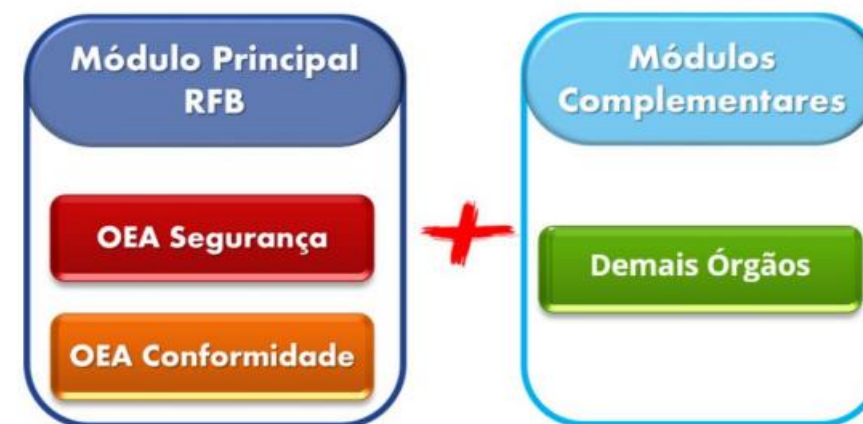 Módulo Principal
RFB
OEA Segurança
OEA Conformidade
Módulos
Complementares
Demais Órgãos